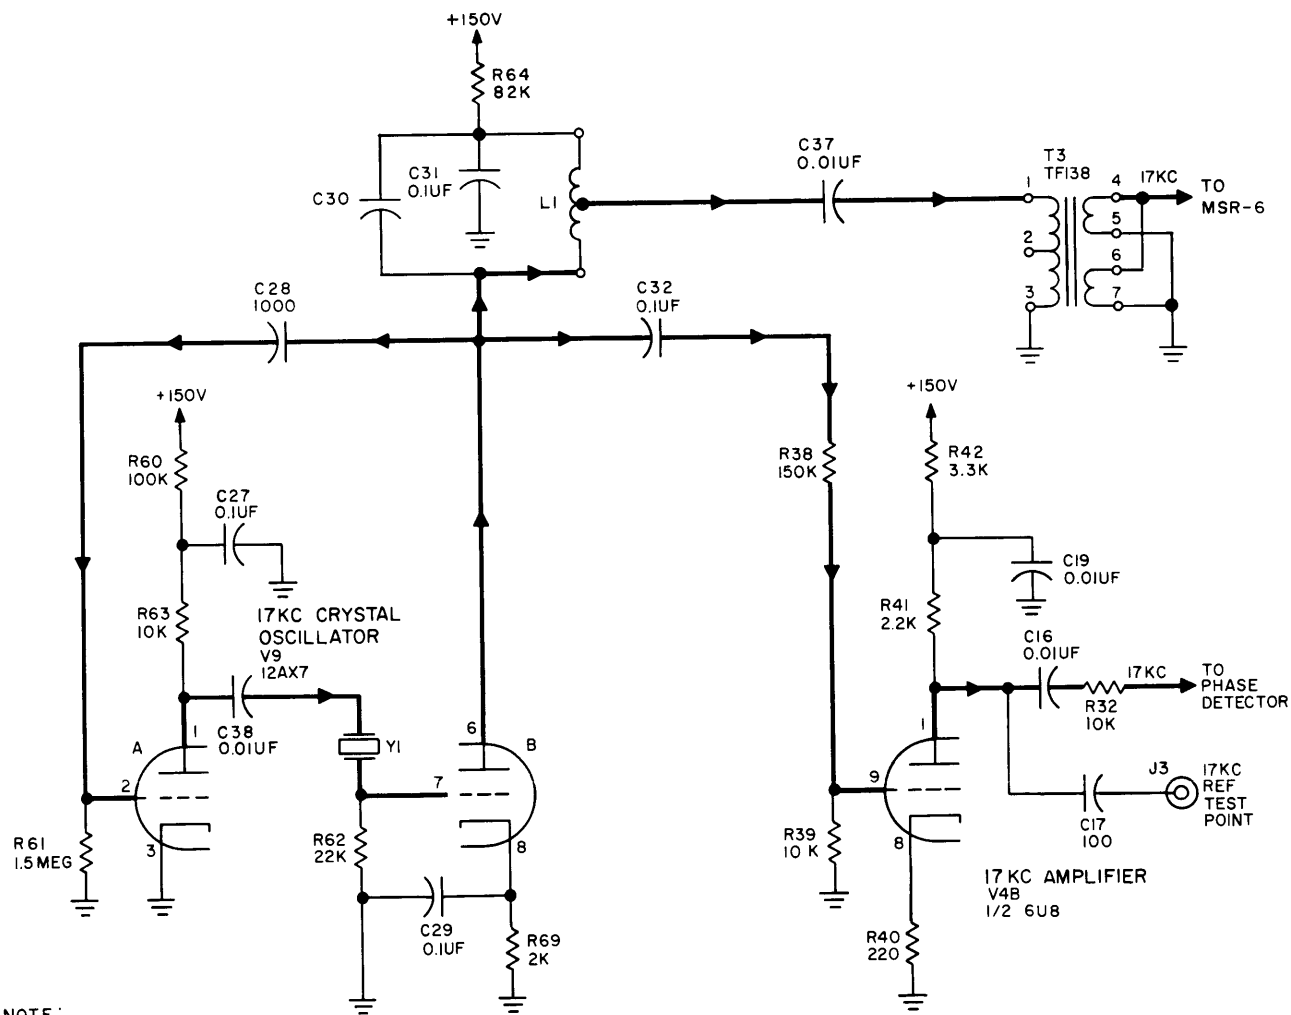 +150V
R64
82K
C31
0.1UF
C30
L1
C37
0.01UF
T3
TF138
1
2
3
4
5
6
7
17KC
TO
MSR-6
C28
1000
C32
0.1UF
+150V
R60
100K
C27
0.1UF
R63
10K
17KC CRYSTAL
OSCILLATOR
V9
12AX7
1
A
C38
0.01UF
2
3
R61
1.5MEG
Y1
6
B
7
8
R62
22K
C29
0.1UF
R69
2K
R38
150K
+150V
R42
3.3K
C19
0.01UF
R41
2.2K
C16
0.01UF
17KC
TO
PHASE
DETECTOR
R32
10K
1
9
8
J3
17KC
REF
TEST
POINT
C17
100
R39
10 K
17 KC AMPLIFIER
V4B
1/2 6U8
R40
220
NOTE: